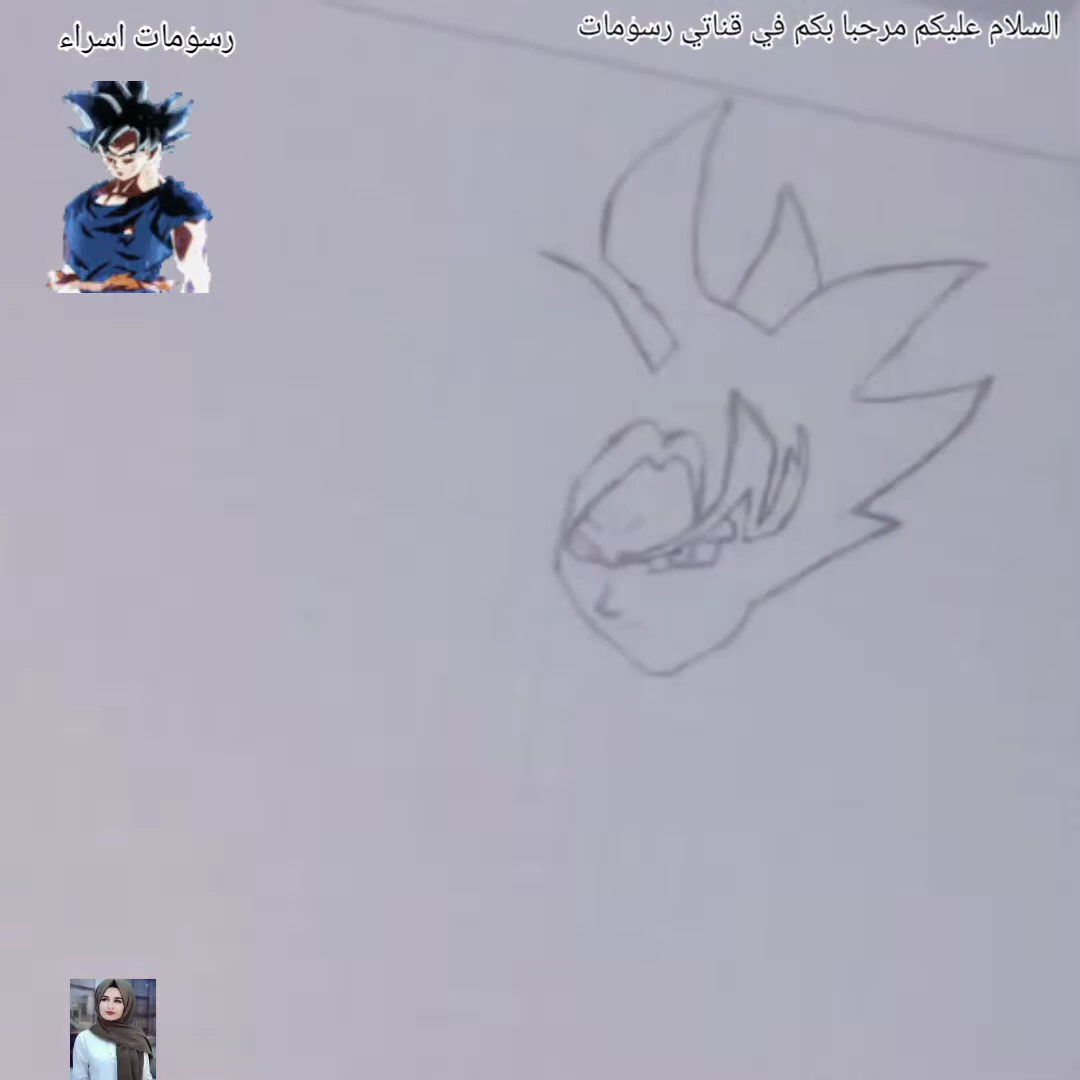 السلام عليكم مرحبا بكم في قناتي رسومات
رسومات اسراء